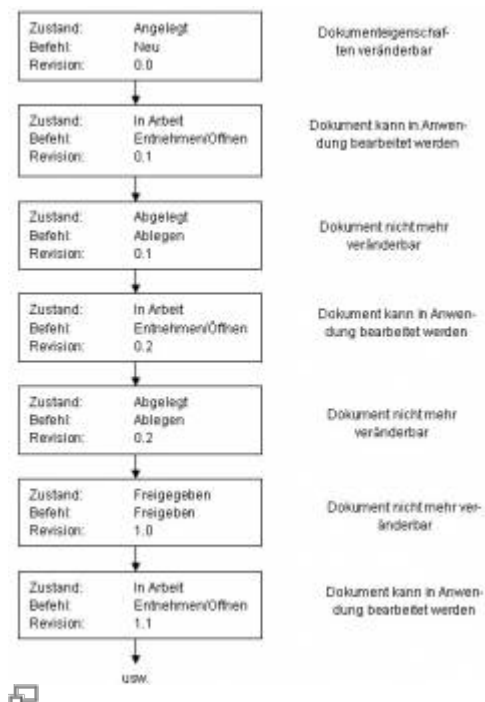 Zustand: Angelegt
Befehl: Neu
Revision: 0.0
Dokumenteigenschaf-
ten veränderbar
Zustand: In Arbeit
Befehl: Entnehmen/Öffnen
Revision: 0.1
Dokument kann in Anwen-
dung bearbeitet werden
Zustand: Abgelegt
Befehl: Ablegen
Revision: 0.1
Dokument nicht mehr
veränderbar
Zustand: In Arbeit
Befehl: Entnehmen/Öffnen
Revision: 0.2
Dokument kann in Anwen-
dung bearbeitet werden
Zustand: Abgelegt
Befehl: Ablegen
Revision: 0.2
Dokument nicht mehr
veränderbar
Zustand: Freigegeben
Befehl: Freigeben
Revision: 1.0
Dokument nicht mehr ver-
änderbar
Zustand: In Arbeit
Befehl: Entnehmen/Öffnen
Revision: 1.1
Dokument kann in Anwen-
dung bearbeitet werden
usw.